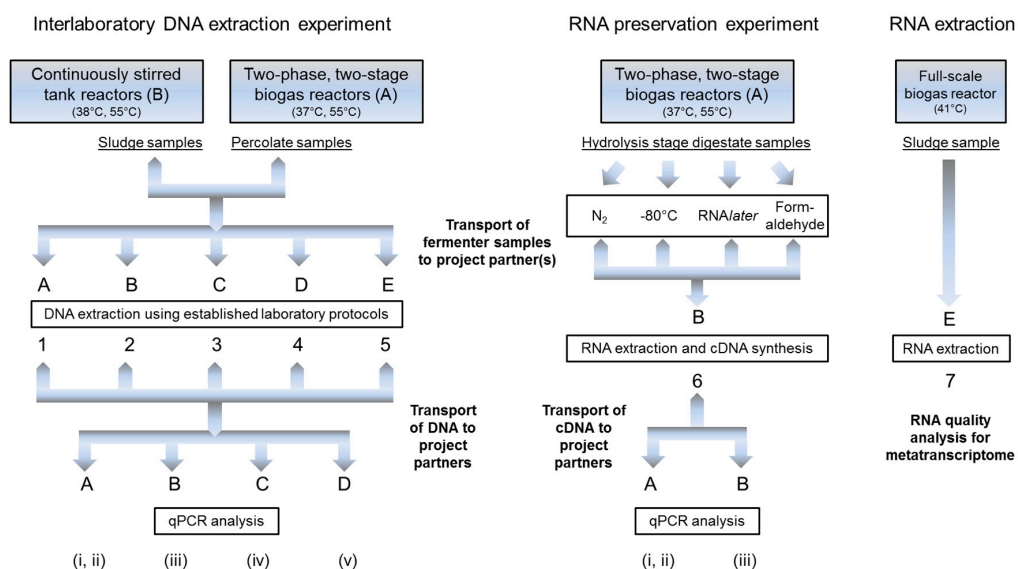 Interlaboratory DNA extraction experiment
Continuously stirred
tank reactors (B)
(38°C, 55°C)
Two-phase, two-stage
biogas reactors (A)
(37°C, 55°C)
Sludge samples
Percolate samples
A B C D E
Transport of
fermenter samples
to project partner(s)
DNA extraction using established laboratory protocols
1 2 3 4 5
Transport
of DNA to
project
partners
A B C D
qPCR analysis
(i, ii) (iii) (iv) (v)
RNA preservation experiment
Two-phase, two-stage
biogas reactors (A)
(37°C, 55°C)
Hydrolysis stage digestate samples
N2 -80°C RNAlater Form-
aldehyde
B
RNA extraction and cDNA synthesis
6
Transport of
cDNA to
project
partners
A B
qPCR analysis
(i, ii) (iii)
RNA extraction
Full-scale
biogas reactor
(41°C)
Sludge sample
E
RNA extraction
7
RNA quality
analysis for
metatranscriptome